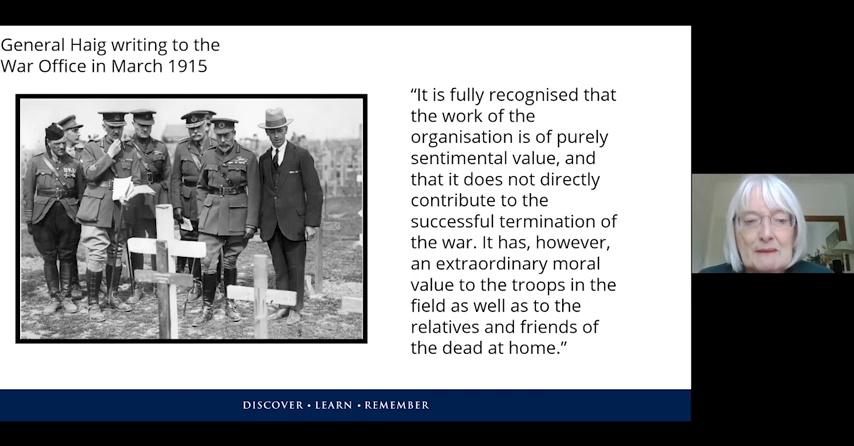 General Haig writing to the
War Office in March 1915
“It is fully recognised that
the work of the
organisation is of purely
sentimental value, and
that it does not directly
contribute to the
successful termination of
the war. It has, however,
an extraordinary moral
value to the troops in the
field as well as to the
relatives and friends of
the dead at home.”
DISCOVER • LEARN • REMEMBER